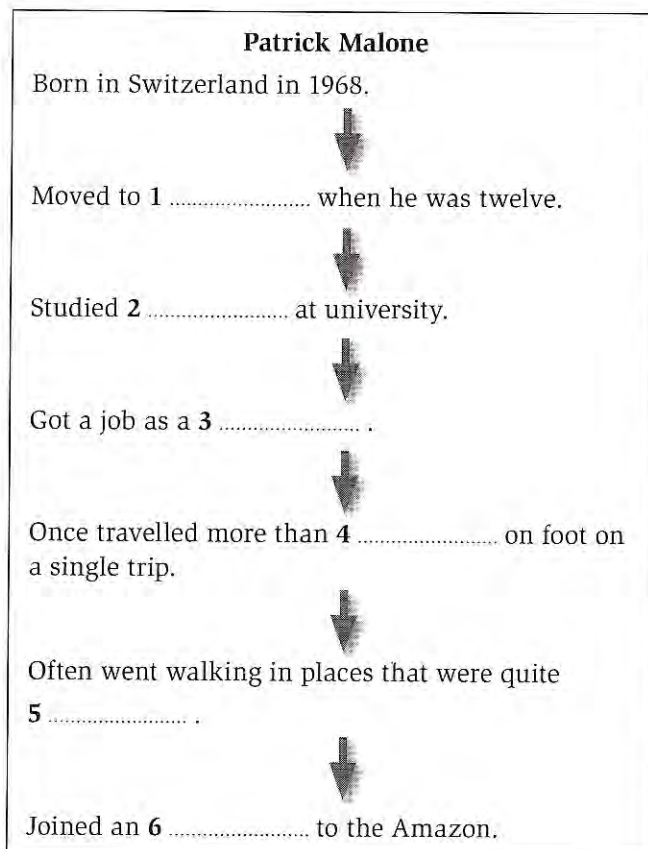 Patrick Malone
Born in Switzerland in 1968.
Moved to 1 ........................ when he was twelve.
Studied 2 ........................ at university.
Got a job as a 3 ........................ .
Once travelled more than 4 ........................ on foot on
a single trip.
Often went walking in places that were quite
5 ........................ .
Joined an 6 ........................ to the Amazon.